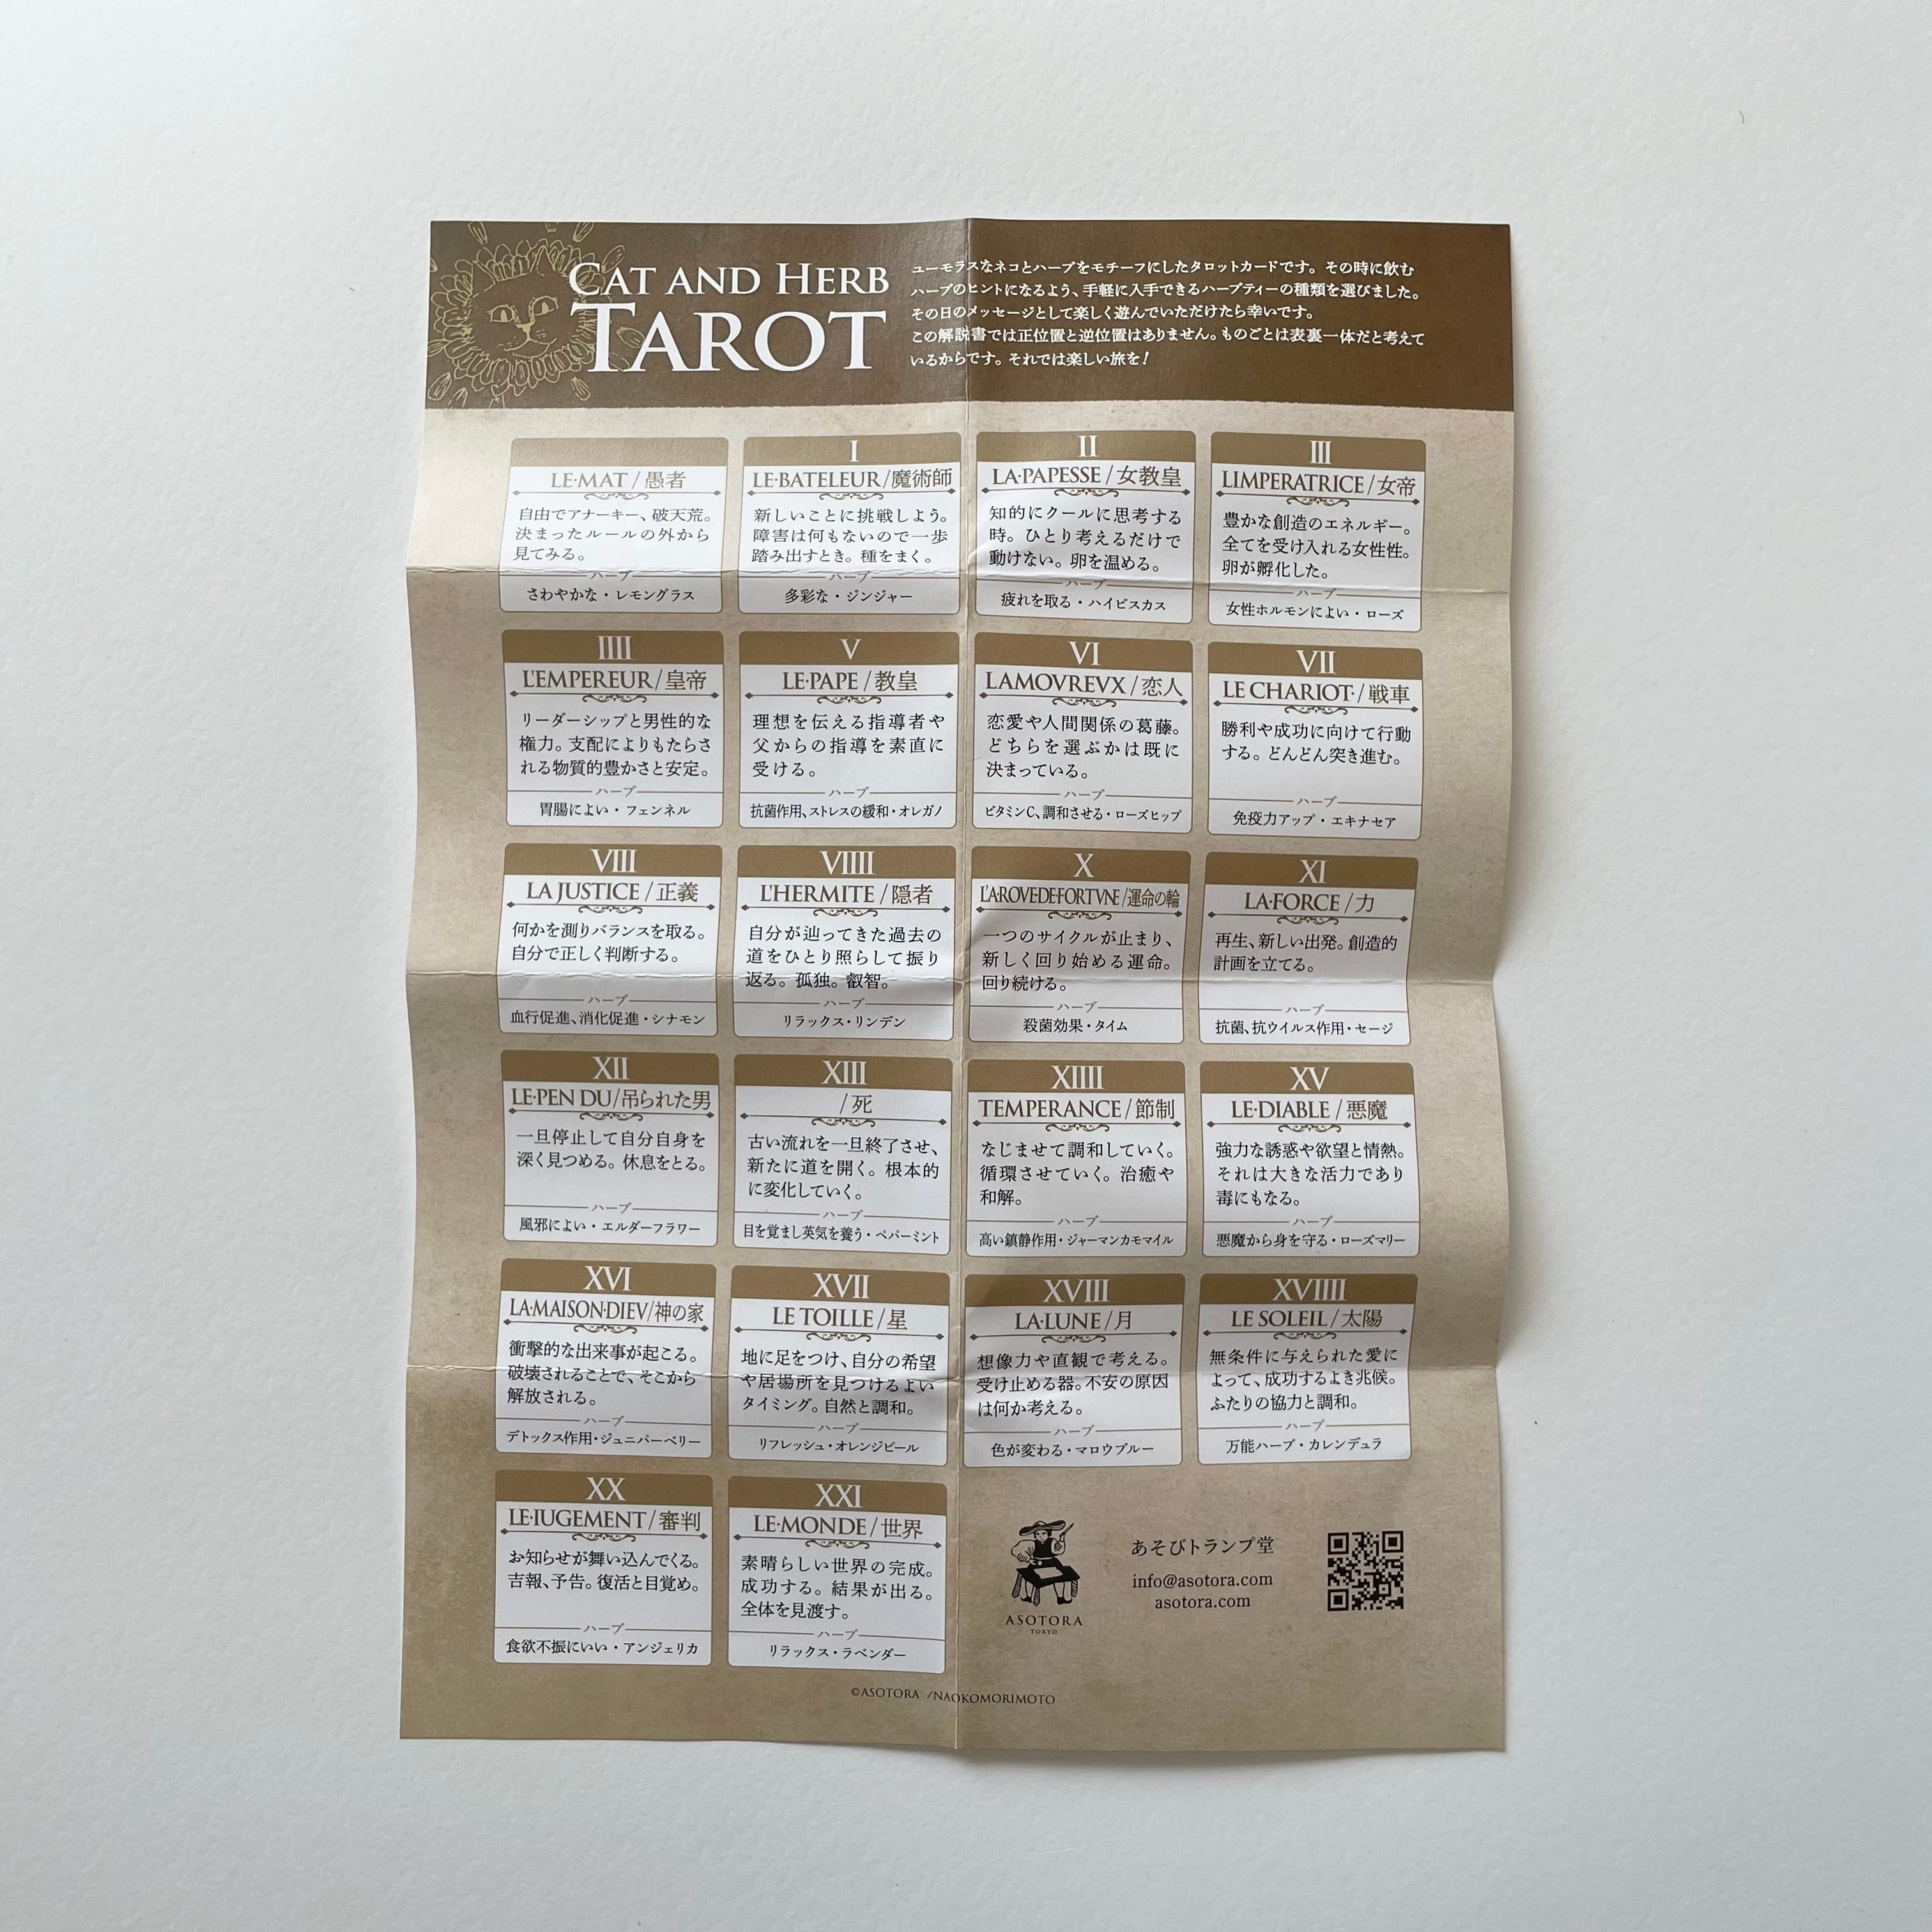 CAT AND HERB
TAROT
ユーモラスなネコとハーブをモチーフにしたタロットカードです。その時に飲む
ハーブのヒントになるよう、手軽に入手できるハーブティーの種類を選びました。
その日のメッセージとして楽しく遊んでいただけたら幸いです。
この解説書では正位置と逆位置はありません。ものごとは表裏一体だと考えて
いるからです。それでは楽しい旅を!
LE·MAT / 愚者
自由でアナーキー、破天荒。
決まったルールの外から
見てみる。
ハーブ
さわやかな・レモングラス
I
LE·BATELEUR /魔術師
新しいことに挑戦しよう。
障害は何もないので一歩
踏み出すとき。種をまく。
ハーブ
多彩な・ジンジャー
II
LA·PAPESSE / 女教皇
知的にクールに思考する
時。ひとり考えるだけで
動けない。卵を温める。
ハーブ
疲れを取る・ハイビスカス
III
LIMPERATRICE / 女帝
豊かな創造のエネルギー。
全てを受け入れる女性性。
卵が孵化した。
ハーブ
女性ホルモンによい・ローズ
IIII
L'EMPEREUR / 皇帝
リーダーシップと男性的な
権力。支配によりもたらさ
れる物質的豊かさと安定。
ハーブ
胃腸によい・フェンネル
V
LE·PAPE / 教皇
理想を伝える指導者や
父からの指導を素直に
受ける。
ハーブ
抗菌作用、ストレスの緩和・オレガノ
VI
LAMOVREVX / 恋人
恋愛や人間関係の葛藤。
どちらを選ぶかは既に
決まっている。
ハーブ
ビタミンC、調和させる・ローズヒップ
VII
LE CHARIOT· / 戦車
勝利や成功に向けて行動
する。どんどん突き進む。
ハーブ
免疫力アップ・エキナセア
VIII
LA JUSTICE / 正義
何かを測りバランスを取る。
自分で正しく判断する。
ハーブ
血行促進、消化促進・シナモン
VIIII
L'HERMITE / 隠者
自分が辿ってきた過去の
道をひとり照らして振り
返る。孤独。叡智。
ハーブ
リラックス・リンデン
X
L'A·ROVE·DE·FORTVNE /運命の輪
一つのサイクルが止まり、
新しく回り始める運命。
回り続ける。
ハーブ
殺菌効果・タイム
XI
LA·FORCE / 力
再生、新しい出発。創造的
計画を立てる。
ハーブ
抗菌、抗ウイルス作用・セージ
XII
LE·PEN DU/吊られた男
一旦停止して自分自身を
深く見つめる。休息をとる。
ハーブ
風邪によい・エルダーフラワー
XIII
/ 死
古い流れを一旦終了させ、
新たに道を開く。根本的
に変化していく。
ハーブ
目を覚まし英気を養う・ペパーミント
XIIII
TEMPERANCE / 節制
なじませて調和していく。
循環させていく。治癒や
和解。
ハーブ
高い鎮静作用・ジャーマンカモマイル
XV
LE·DIABLE / 悪魔
強力な誘惑や欲望と情熱。
それは大きな活力であり
毒にもなる。
ハーブ
悪魔から身を守る・ローズマリー
XVI
LA·MAISON·DIEV/神の家
衝撃的な出来事が起こる。
破壊されることで、そこから
解放される。
ハーブ
デトックス作用・ジュニパーベリー
XVII
LE TOILLE / 星
地に足をつけ、自分の希望
や居場所を見つけるよい
タイミング。自然と調和。
ハーブ
リフレッシュ・オレンジピール
XVIII
LA·LUNE / 月
想像力や直観で考える。
受け止める器。不安の原因
は何か考える。
ハーブ
色が変わる・マロウブルー
XVIIII
LE SOLEIL / 太陽
無条件に与えられた愛に
よって、成功するよき兆候。
ふたりの協力と調和。
ハーブ
万能ハーブ・カレンデュラ
XX
LE·IUGEMENT / 審判
お知らせが舞い込んでくる。
吉報、予告。復活と目覚め。
ハーブ
食欲不振にいい・アンジェリカ
XXI
LE·MONDE / 世界
素晴らしい世界の完成。
成功する。結果が出る。
全体を見渡す。
ハーブ
リラックス・ラベンダー
ASOTORA
TOKYO
あそびトランプ堂
info@asotora.com
asotora.com
©ASOTORA /NAOKOMORIMOTO